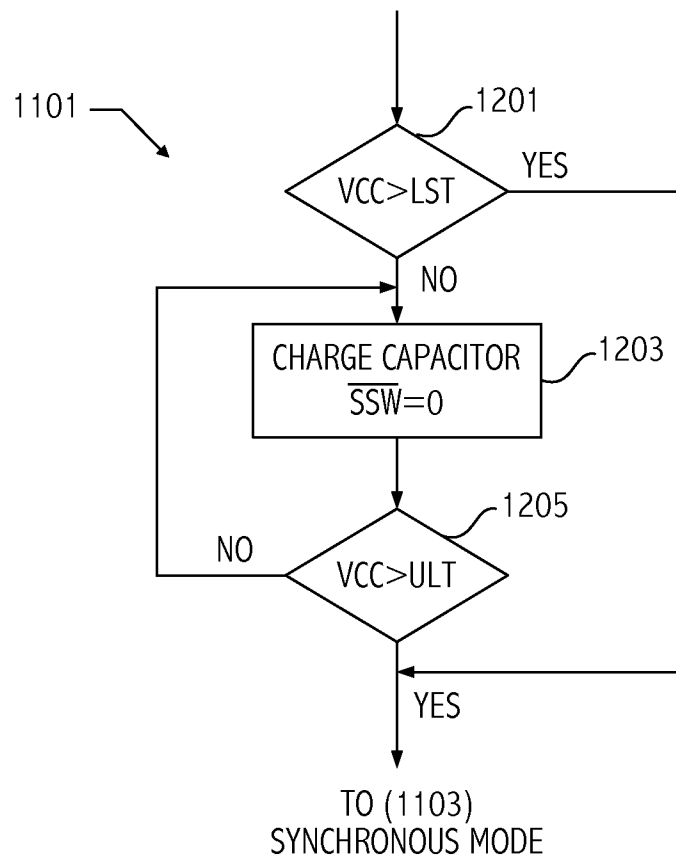 1101
1201
VCC>LST
YES
NO
CHARGE CAPACITOR
S̅S̅W̅=0
1203
1205
NO
VCC>ULT
YES
TO (1103)
SYNCHRONOUS MODE